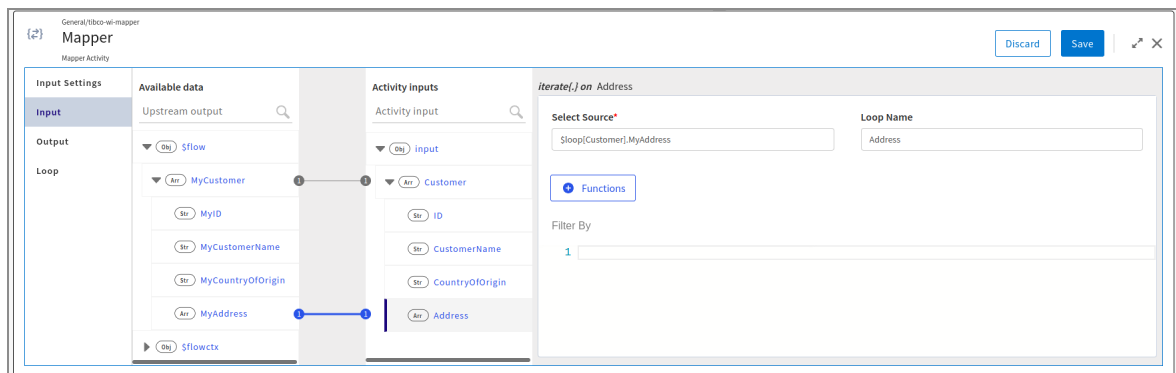 General/tibco-wi-mapper
Mapper
Mapper Activity
Discard
Save
Input Settings
Input
Output
Loop
Available data
Upstream output
Obj $flow
Arr MyCustomer 1
Str MyID
Str MyCustomerName
Str MyCountryOfOrigin
Arr MyAddress 1
Obj $flowctx
Activity inputs
Activity input
Obj input
1 Arr Customer
Str ID
Str CustomerName
Str CountryOfOrigin
1 Arr Address
iterate{.} on Address
Select Source*
$loop[Customer].MyAddress
Loop Name
Address
Functions
Filter By
1